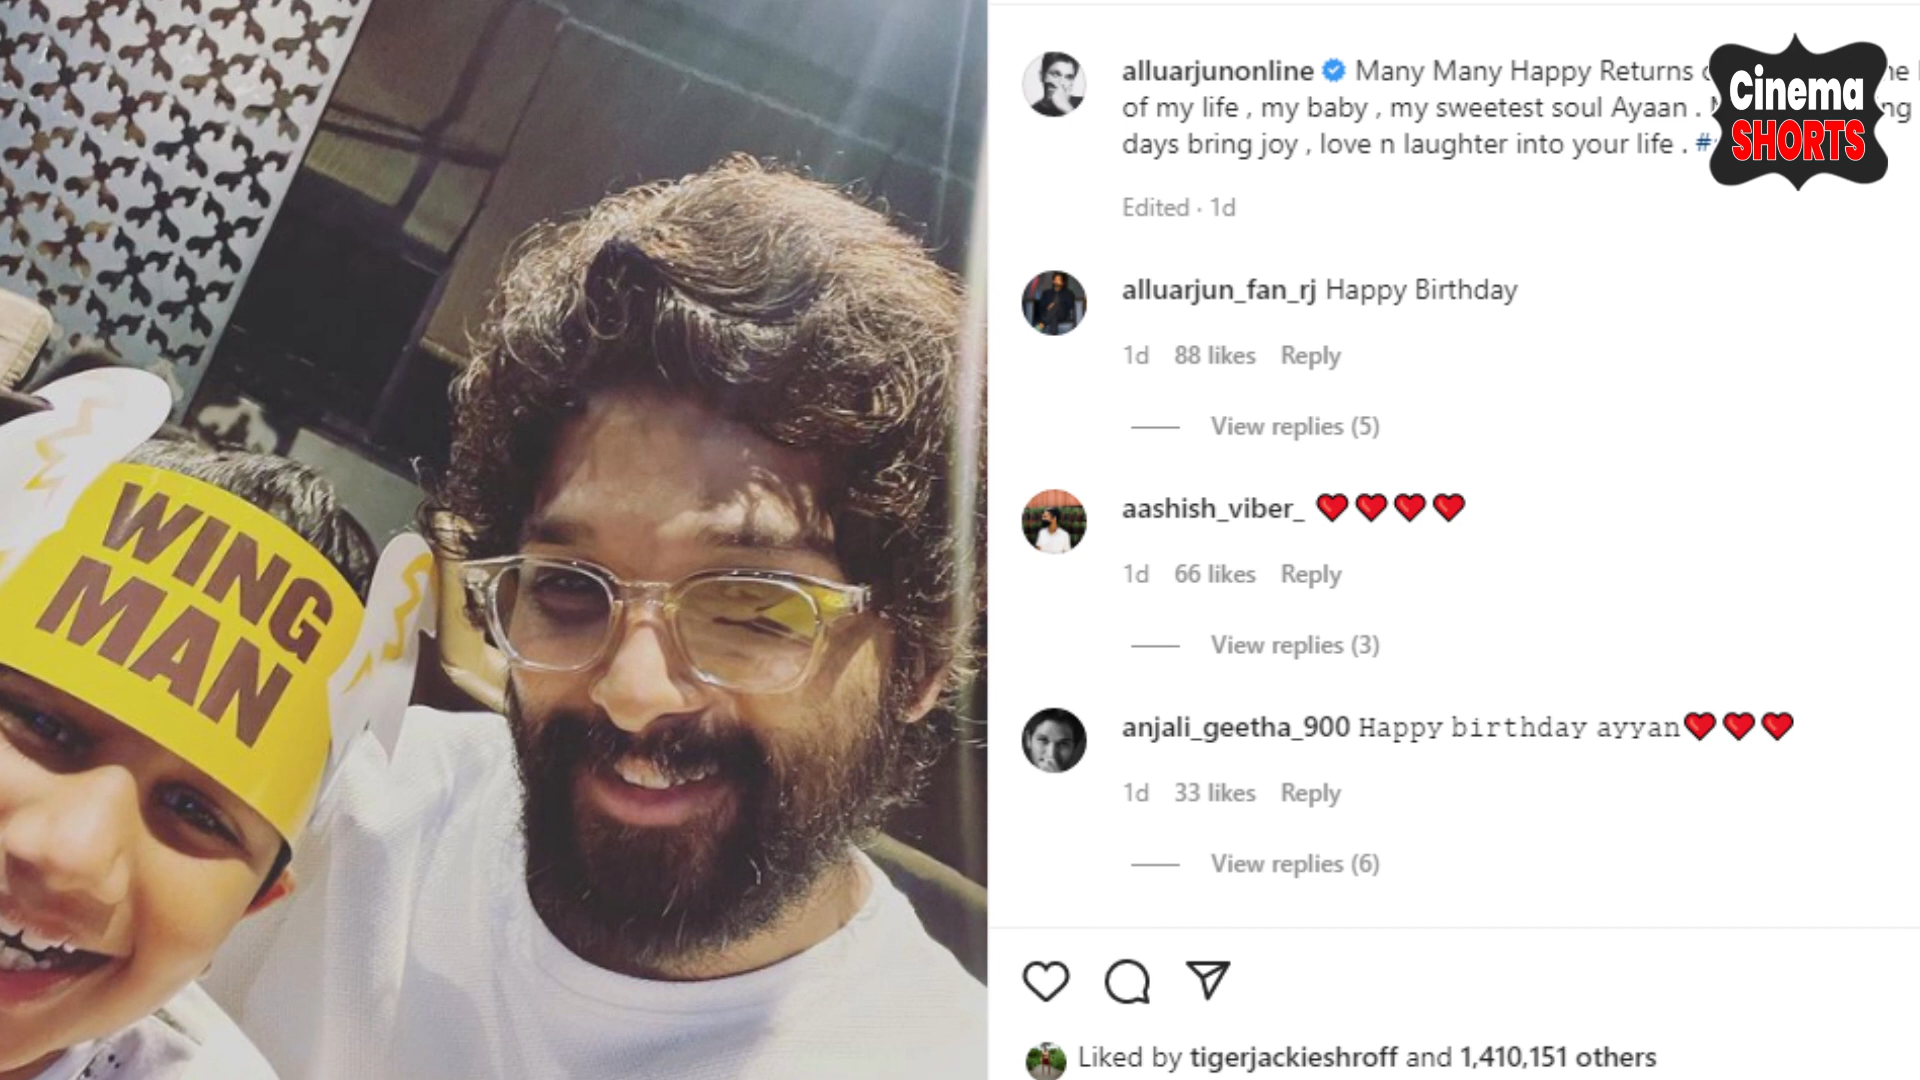 WING
MAN
alluarjunonline Many Many Happy Returns
of my life , my baby , my sweetest soul Ayaan .
days bring joy , love n laughter into your life . #
Edited · 1d
Cinema
SHORTS
alluarjun_fan_rj Happy Birthday
1d 88 likes Reply
View replies (5)
aashish_viber_ ❤️❤️❤️❤️
1d 66 likes Reply
View replies (3)
anjali_geetha_900 𝙷𝚊𝚙𝚙𝚢 𝚋𝚒𝚛𝚝𝚑𝚍𝚊𝚢 𝚊𝚢𝚢𝚊𝚗❤️❤️❤️
1d 33 likes Reply
View replies (6)
Liked by tigerjackieshroff and 1,410,151 others